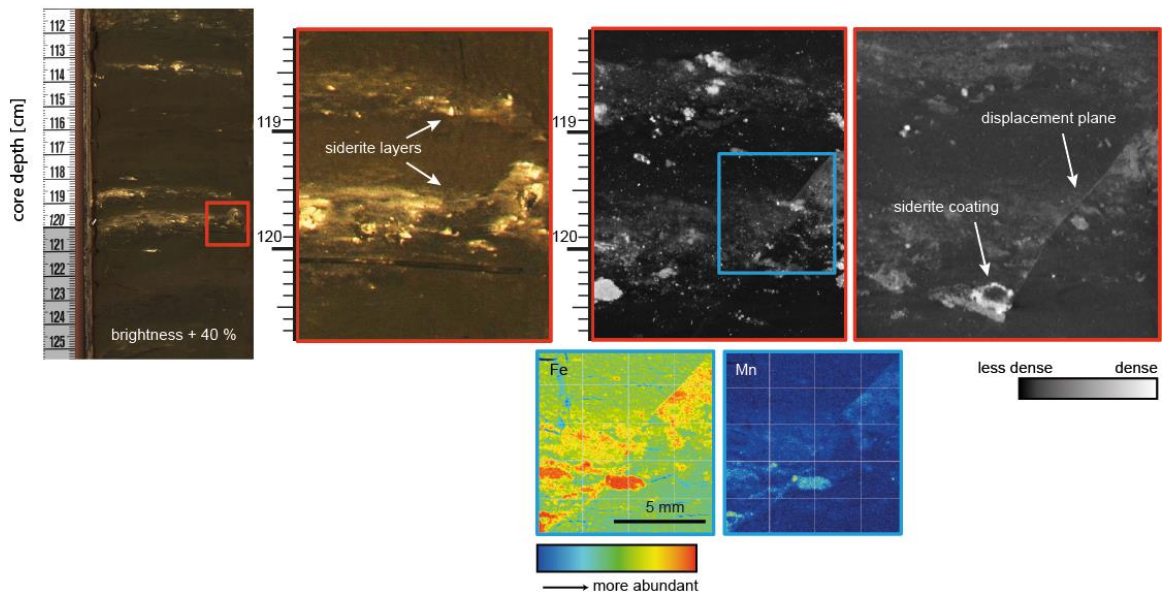 core depth [cm]
112
113
114
115
116
117
118
119
120
121
122
123
124
125
brightness + 40 %
119
120
siderite layers
119
120
displacement plane
siderite coating
less dense dense
Fe
5 mm
Mn
more abundant